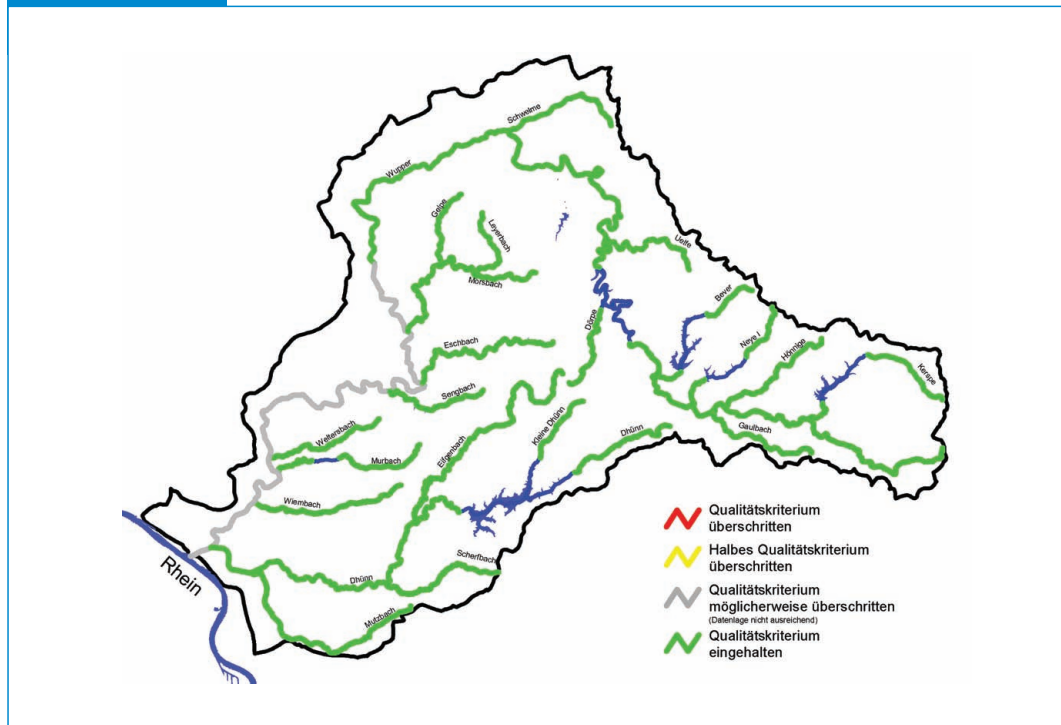 Schwelme
Wupper
Gelpe
Leyerbach
Uelfe
Morsbach
Bever
Dörpe
Neye I
Hönnige
Eschbach
Kerspe
Sengbach
Kleine Dhünn
Weltersbach
Dhünn
Gaulbach
Eifgenbach
Murbach
Wiembach
Scherfbach
Rhein
Dhünn
Mutzbach
Qualitätskriterium
überschritten
Halbes Qualitätskriterium
überschritten
Qualitätskriterium
möglicherweise überschritten
(Datenlage nicht ausreichend)
Qualitätskriterium
eingehalten